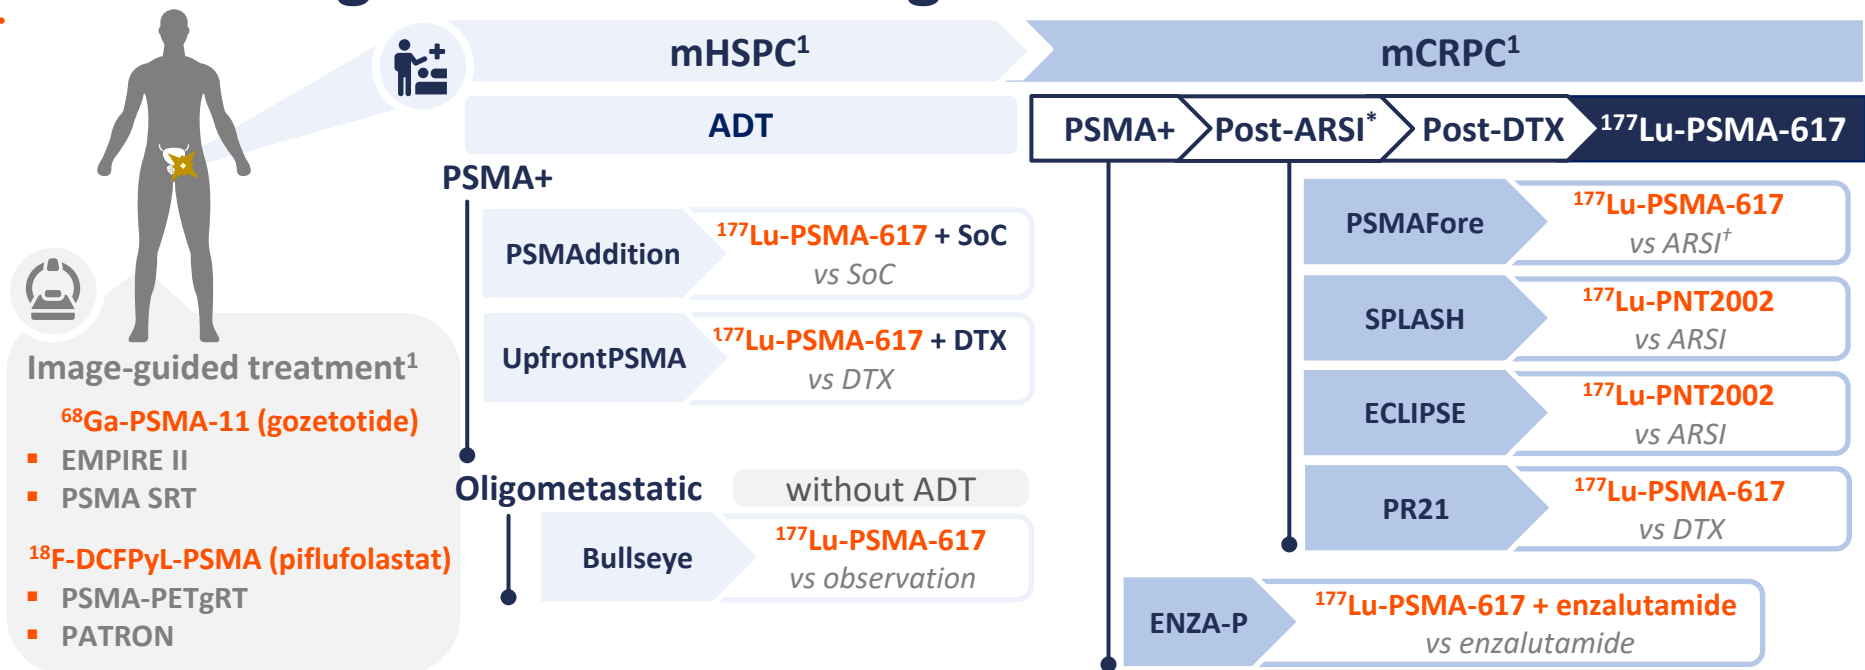 mHSPC¹
mCRPC¹
ADT
PSMA+
Post-ARSI*
Post-DTX
¹⁷⁷Lu-PSMA-617
PSMA+
PSMAddition
¹⁷⁷Lu-PSMA-617 + SoC
vs SoC
UpfrontPSMA
¹⁷⁷Lu-PSMA-617 + DTX
vs DTX
Oligometastatic
without ADT
Bullseye
¹⁷⁷Lu-PSMA-617
vs observation
PSMAFore
¹⁷⁷Lu-PSMA-617
vs ARSI†
SPLASH
¹⁷⁷Lu-PNT2002
vs ARSI
ECLIPSE
¹⁷⁷Lu-PNT2002
vs ARSI
PR21
¹⁷⁷Lu-PSMA-617
vs DTX
ENZA-P
¹⁷⁷Lu-PSMA-617 + enzalutamide
vs enzalutamide
Image-guided treatment¹
⁶⁸Ga-PSMA-11 (gozetotide)
▪ EMPIRE II
▪ PSMA SRT
¹⁸F-DCFPyL-PSMA (piflufolastat)
▪ PSMA-PETgRT
▪ PATRON